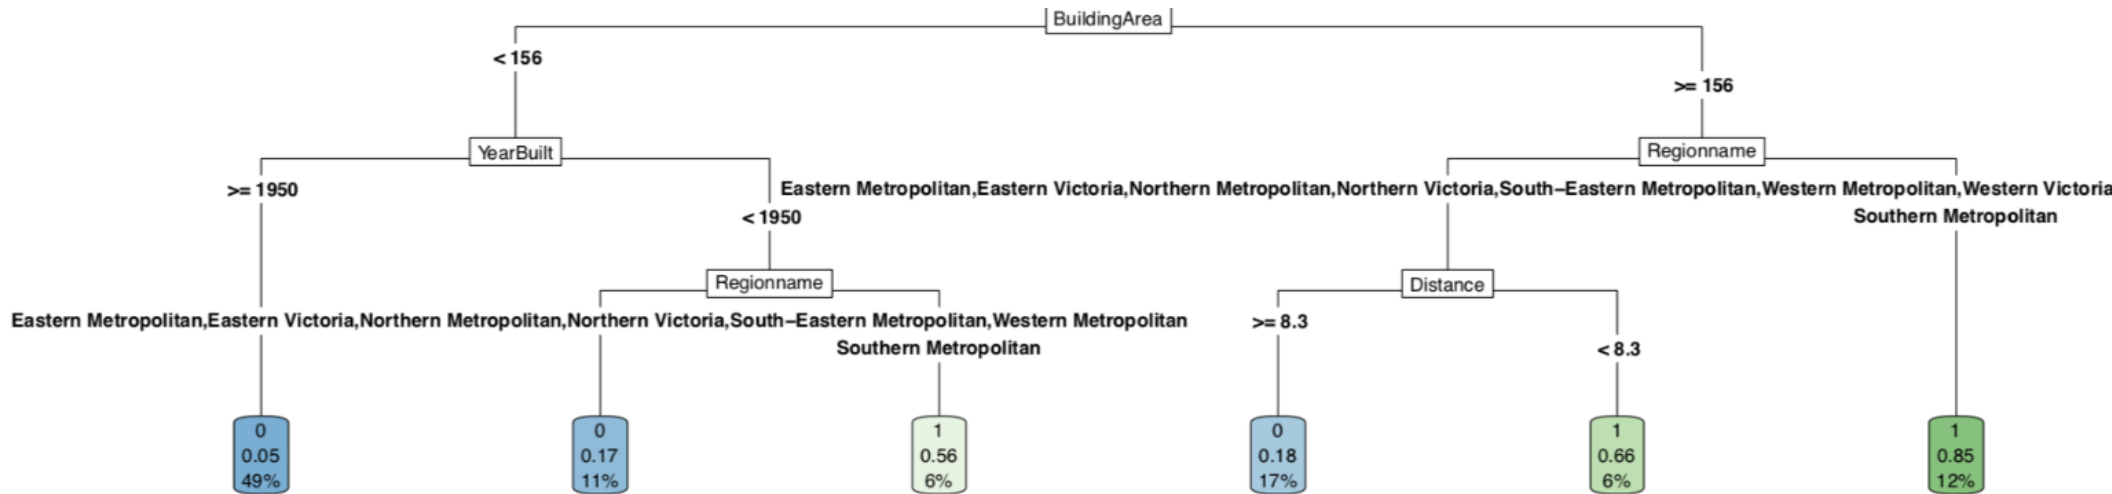 BuildingArea
< 156
>= 156
YearBuilt
Regionname
>= 1950
Eastern Metropolitan,Eastern Victoria,Northern Metropolitan,Northern Victoria,South−Eastern Metropolitan,Western Metropolitan,Western Victoria
< 1950
Southern Metropolitan
Regionname
Distance
Eastern Metropolitan,Eastern Victoria,Northern Metropolitan,Northern Victoria,South−Eastern Metropolitan,Western Metropolitan
>= 8.3
Southern Metropolitan
< 8.3
0
0.05
49%
0
0.17
11%
1
0.56
6%
0
0.18
17%
1
0.66
6%
1
0.85
12%